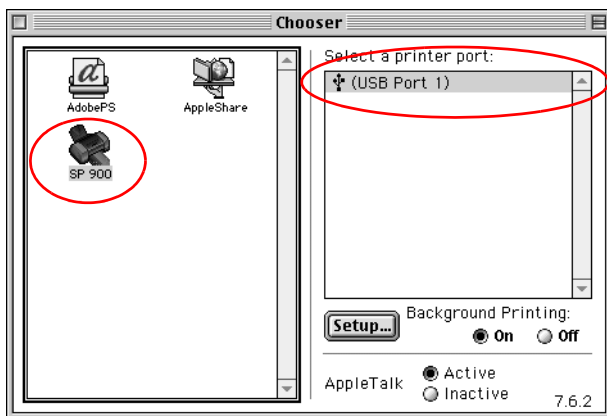 Chooser
AdobePS
AppleShare
SP 900
Select a printer port:
(USB Port 1)
Setup...
Background Printing:
On Off
AppleTalk
Active
Inactive
7.6.2